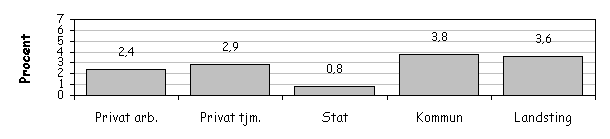 7
6
5
4
3
2
1
0
Procent
2,4
2,9
0,8
3,8
3,6
Privat arb.
Privat tjm.
Stat
Kommun
Landsting